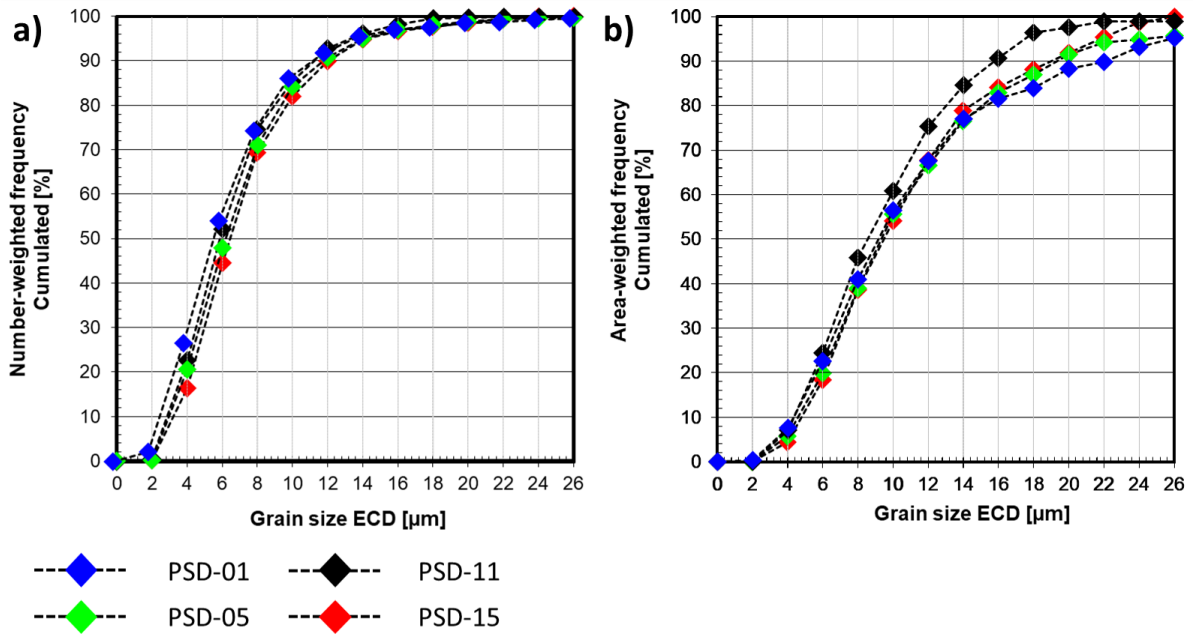 a)
Number-weighted frequency
Cumulated [%]
100
90
80
70
60
50
40
30
20
10
0
0 2 4 6 8 10 12 14 16 18 20 22 24 26
Grain size ECD [µm]
b)
Area-weighted frequency
Cumulated [%]
100
90
80
70
60
50
40
30
20
10
0
0 2 4 6 8 10 12 14 16 18 20 22 24 26
Grain size ECD [µm]
PSD-01 PSD-11
PSD-05 PSD-15